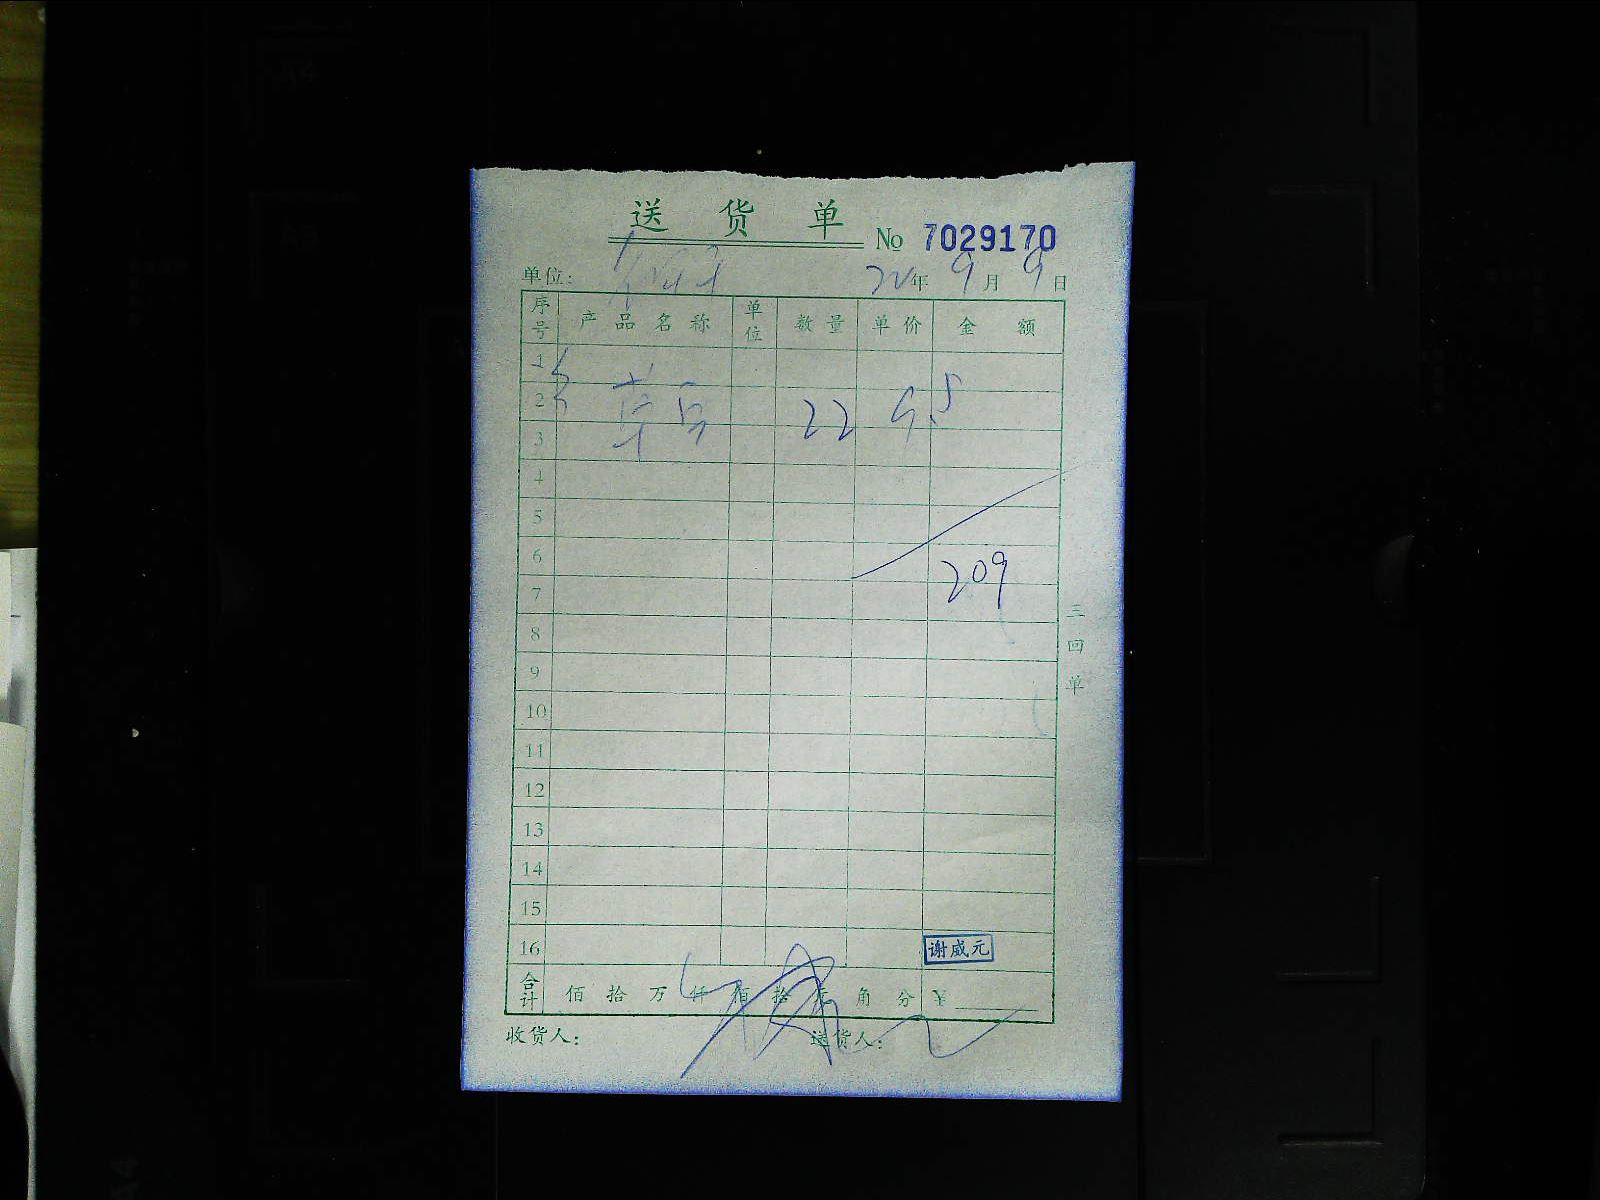 送货单
No 7029170
单位: 年 9月 9日
序号 产品名称 单位 数量 单价 金额
1
2 22 9.5
3
4
5
6 209
7
8
9
10
11
12
13
14
15
16 谢威元
合计 佰拾万仟佰拾元角分 ¥
收货人: 送货人:
三回单